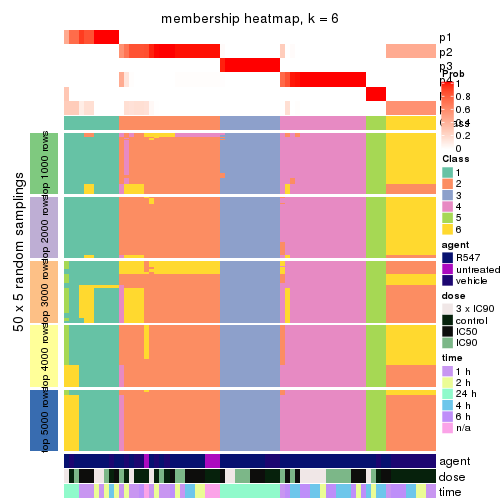 membership heatmap, k = 6
p1
p2
p3
p4
Prob
1
0.8
0.6
0.4
0.2
0
Class
1
2
3
4
5
6
agent
R547
untreated
vehicle
dose
3 x IC90
control
IC50
IC90
time
1 h
2 h
24 h
4 h
6 h
n/a
50 x 5 random samplings
top 1000 rows
top 2000 rows
top 3000 rows
top 4000 rows
top 5000 rows
agent
dose
time